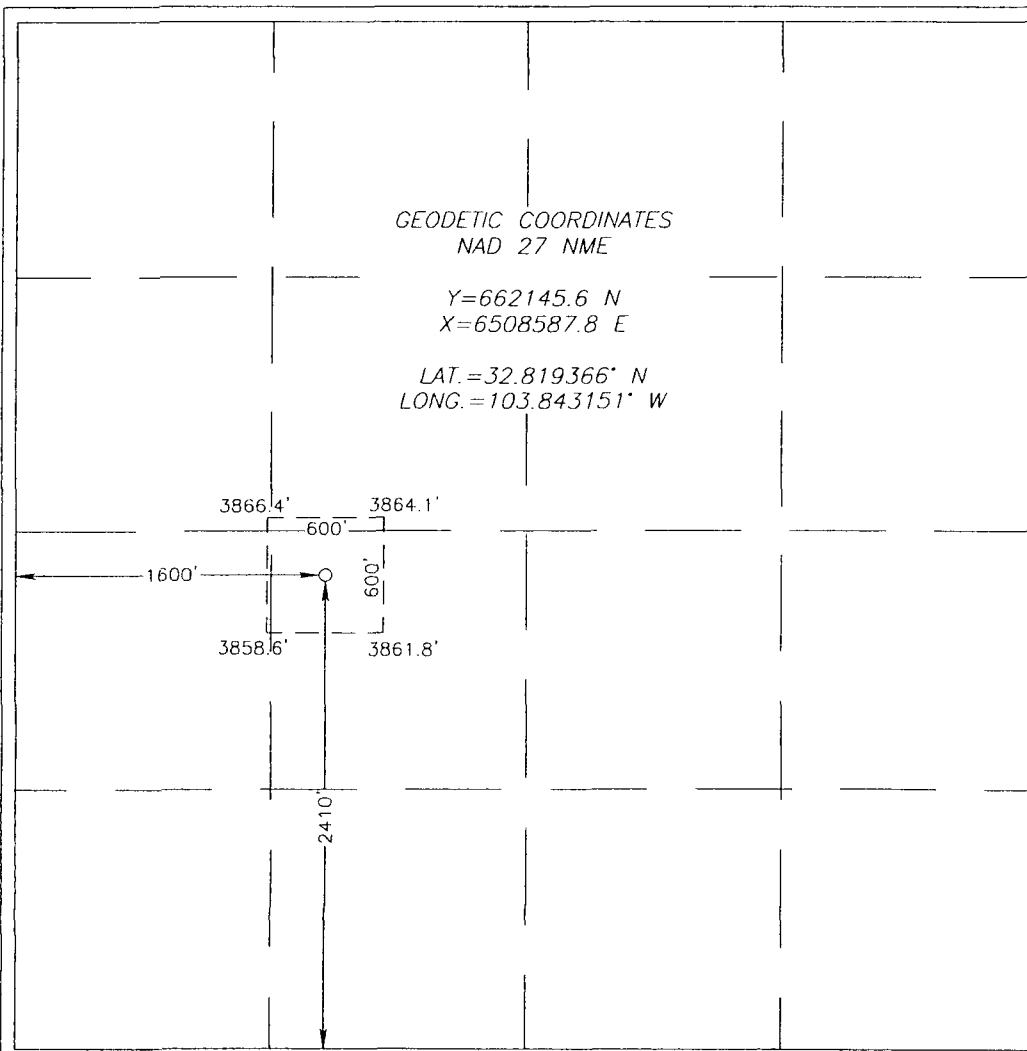 GEODETIC COORDINATES
NAD 27 NME
Y=662145.6 N
X=6508587.8 E
LAT.=32.819366° N
LONG.=103.843151° W
3866.4' 3864.1'
600'
1600'
600'
3858.6' 3861.8'
2410'